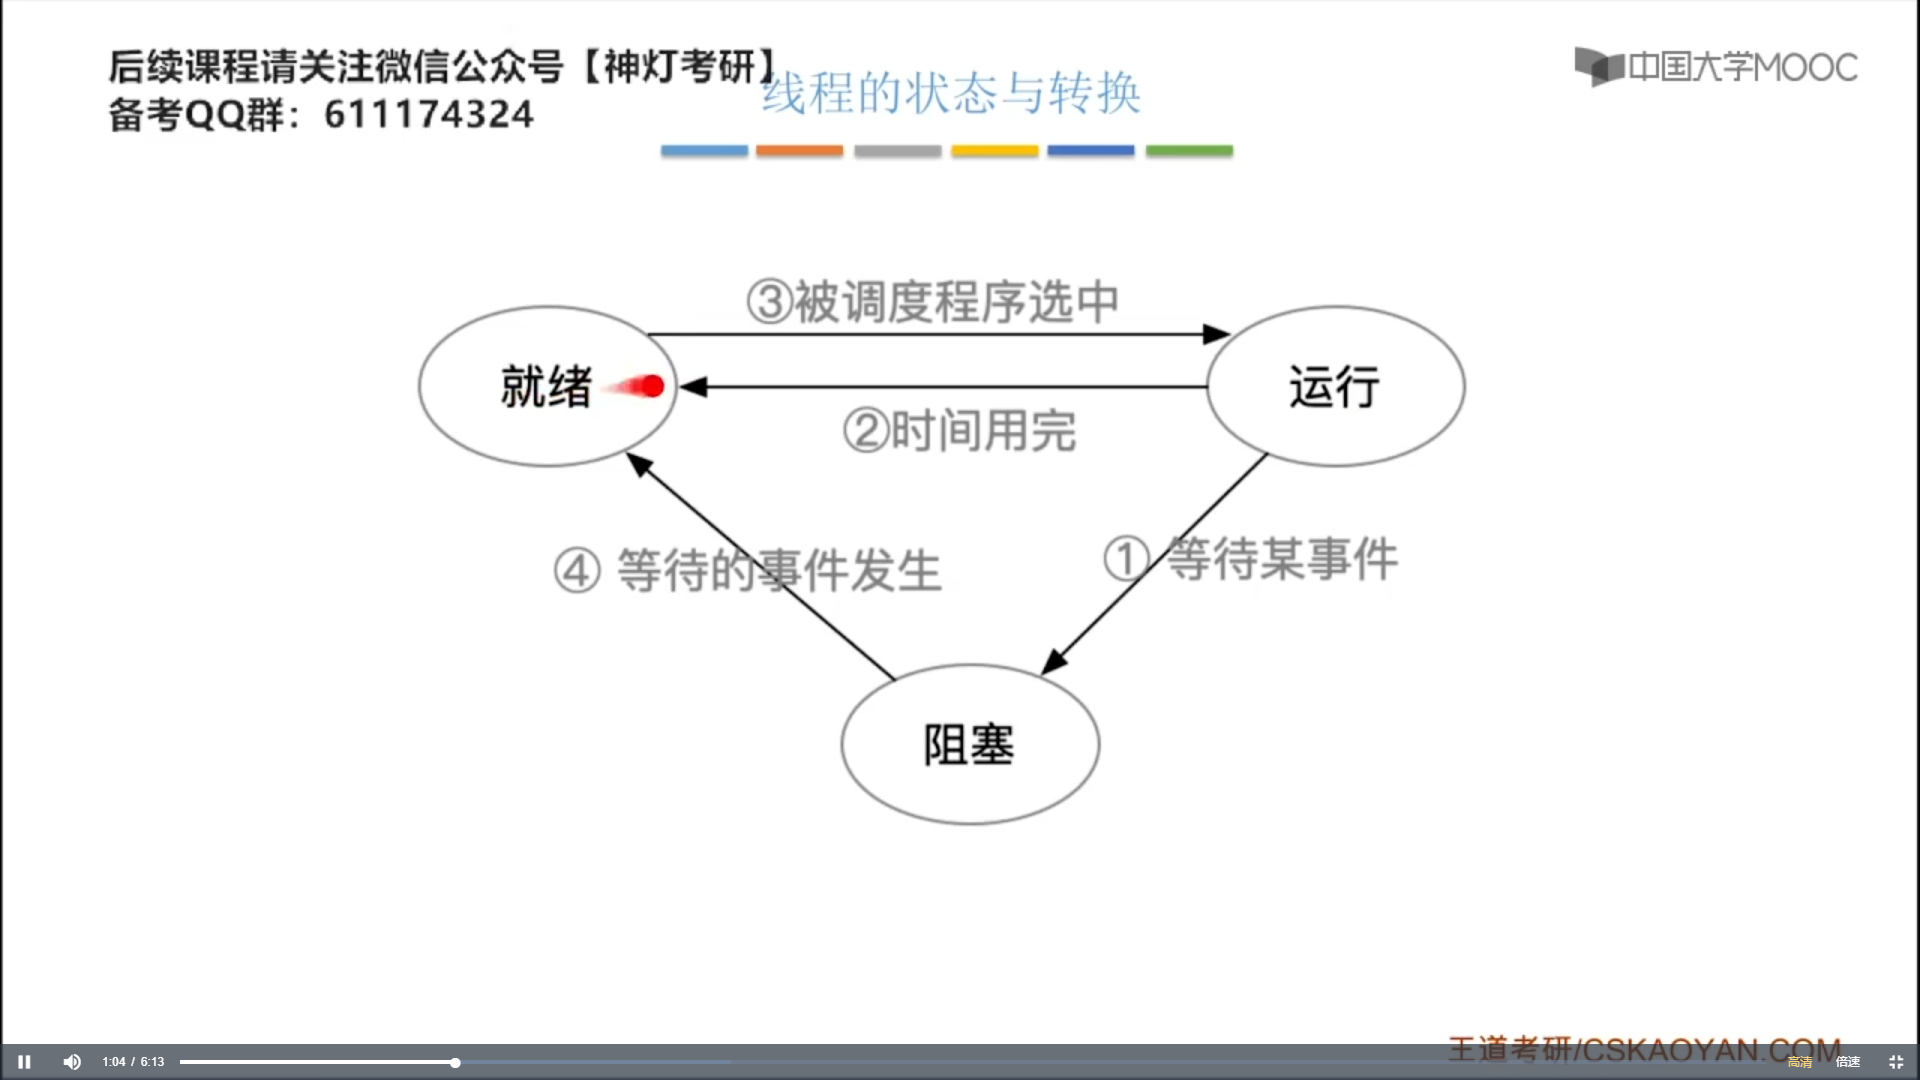 后续课程请关注微信公众号【神灯考研】
备考QQ群：611174324
中国大学MOOC
线程的状态与转换
③被调度程序选中
就绪
运行
②时间用完
④ 等待的事件发生
① 等待某事件
阻塞
王道考研/CSKAOYAN.COM
1:04 / 6:13
高清
倍速